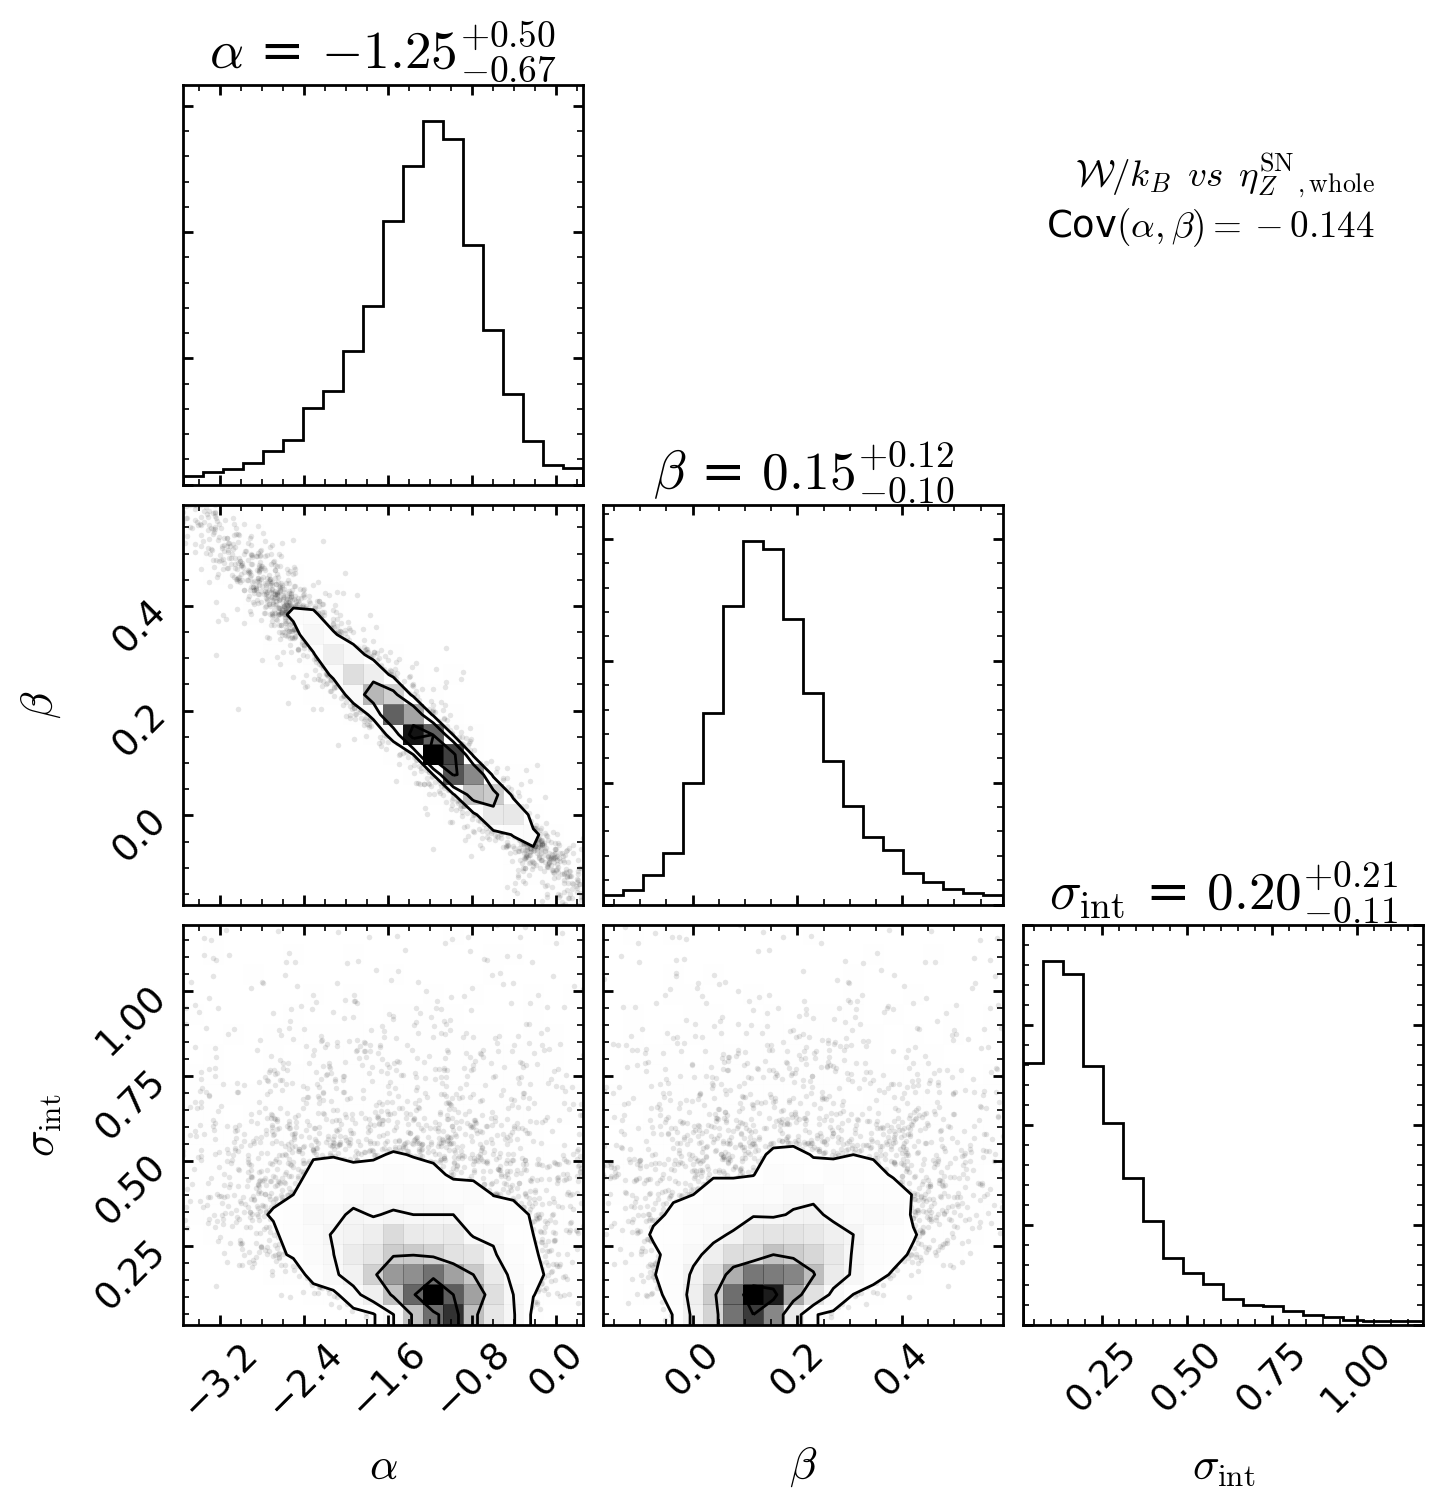 α = −1.25 +0.50 −0.67
𝒲/k_B vs η_Z^SN , whole
Cov(α, β) = − 0.144
β = 0.15 +0.12 −0.10
β
0.4
0.2
0.0
σ_int = 0.20 +0.21 −0.11
σ_int
1.00
0.75
0.50
0.25
−3.2 −2.4 −1.6 −0.8 0.0
0.0 0.2 0.4
0.25 0.50 0.75 1.00
α
β
σ_int